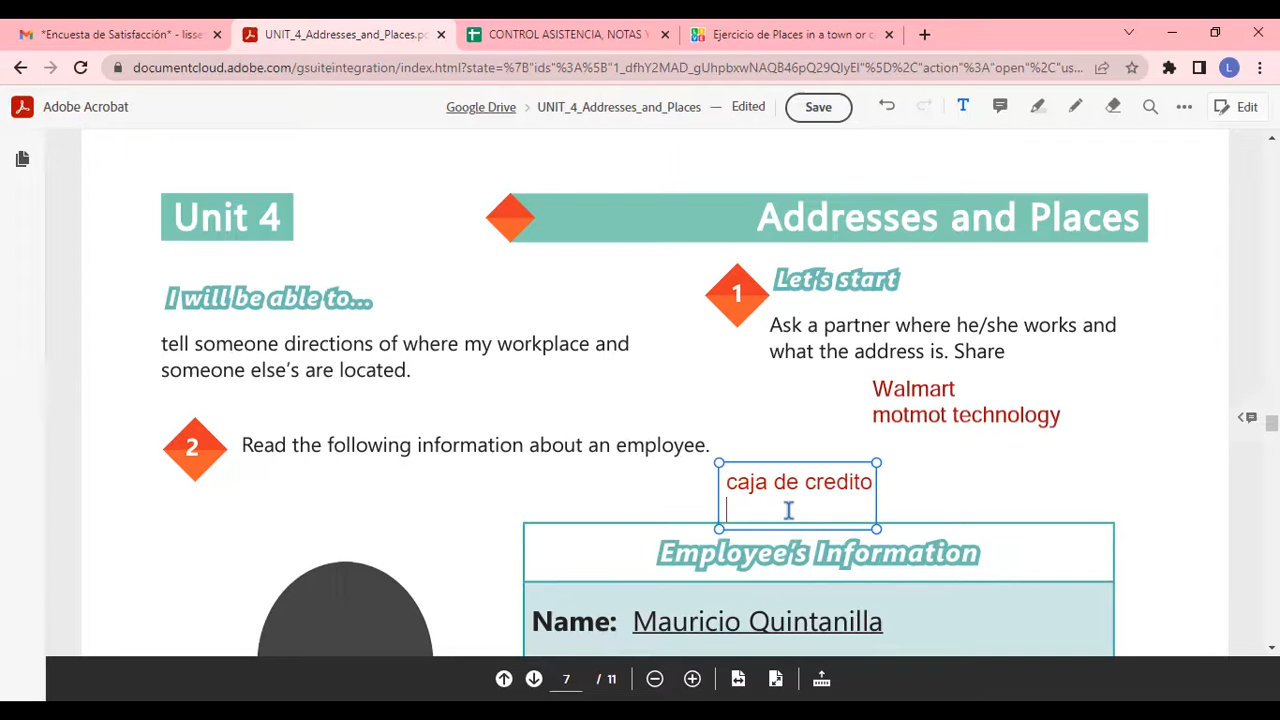 *Encuesta de Satisfacción* - lisse
UNIT_4_Addresses_and_Places.pc
CONTROL ASISTENCIA, NOTAS Y
Ejercicio de Places in a town or c
documentcloud.adobe.com/gsuiteintegration/index.html?state=%7B"ids"%3A%5B"1_dfhY2MAD_gUhpbxwNAQB46pQ29QIyEI"%5D%2C"action"%3A"open"%2C"us...
L
Adobe Acrobat
Google Drive
UNIT_4_Addresses_and_Places — Edited
Save
Edit
Unit 4
Addresses and Places
I will be able to...
tell someone directions of where my workplace and
someone else's are located.
1
Let's start
Ask a partner where he/she works and
what the address is. Share
Walmart
motmot technology
2
Read the following information about an employee.
caja de credito
Employee's Information
Name: Mauricio Quintanilla
7 / 11